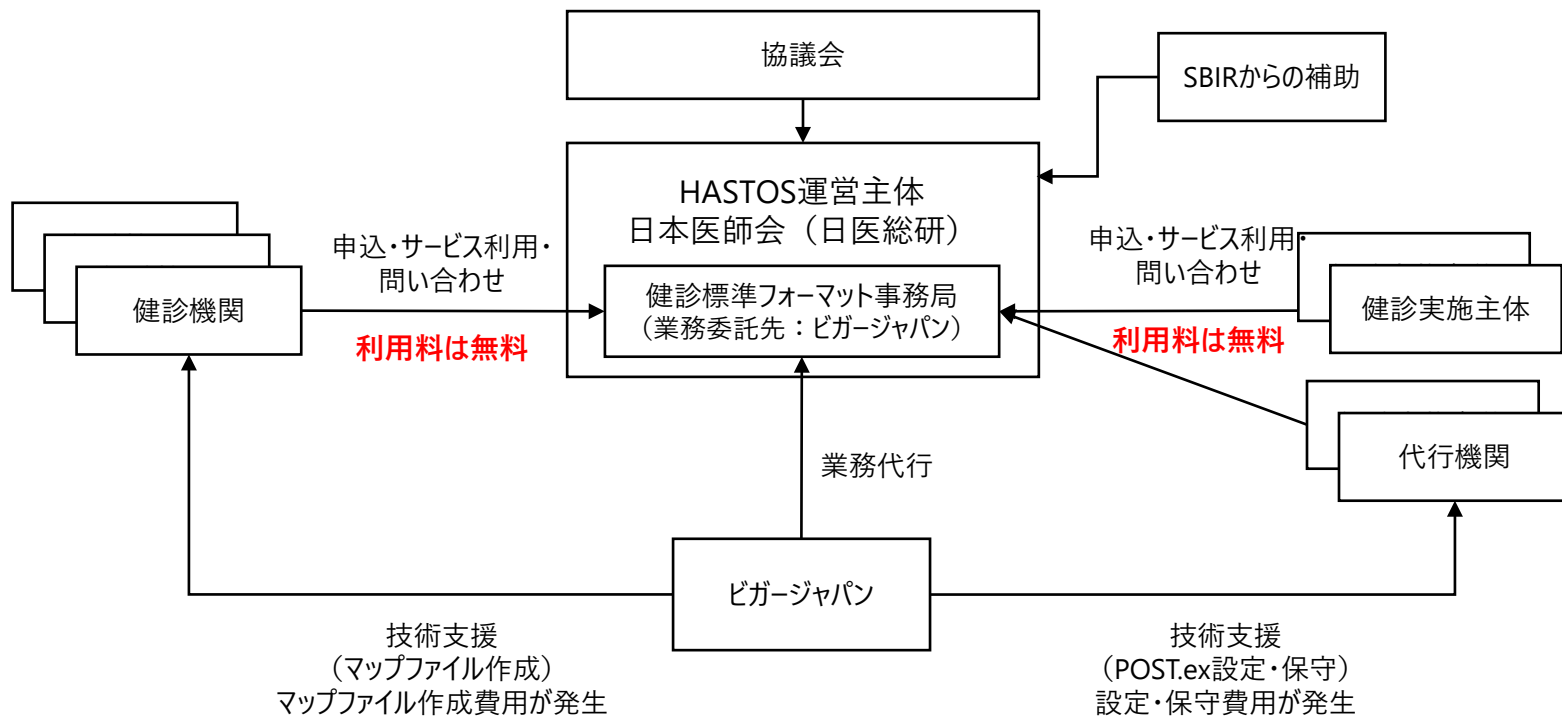 協議会
SBIRからの補助
HASTOS運営主体
日本医師会（日医総研）
申込・サービス利用・
問い合わせ
申込・サービス利用・
問い合わせ
健診機関
健診標準フォーマット事務局
（業務委託先：ビガージャパン）
健診実施主体
利用料は無料
利用料は無料
代行機関
業務代行
ビガージャパン
技術支援
（マップファイル作成）
マップファイル作成費用が発生
技術支援
（POST.ex設定・保守）
設定・保守費用が発生